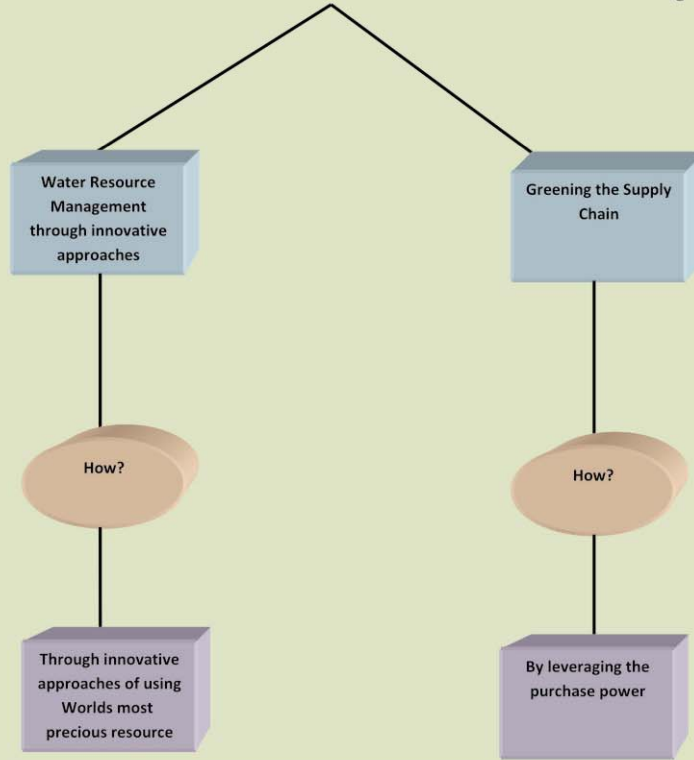 Water Resource
Management
through innovative
approaches
Greening the Supply
Chain
How?
How?
Through innovative
approaches of using
Worlds most
precious resource
By leveraging the
purchase power